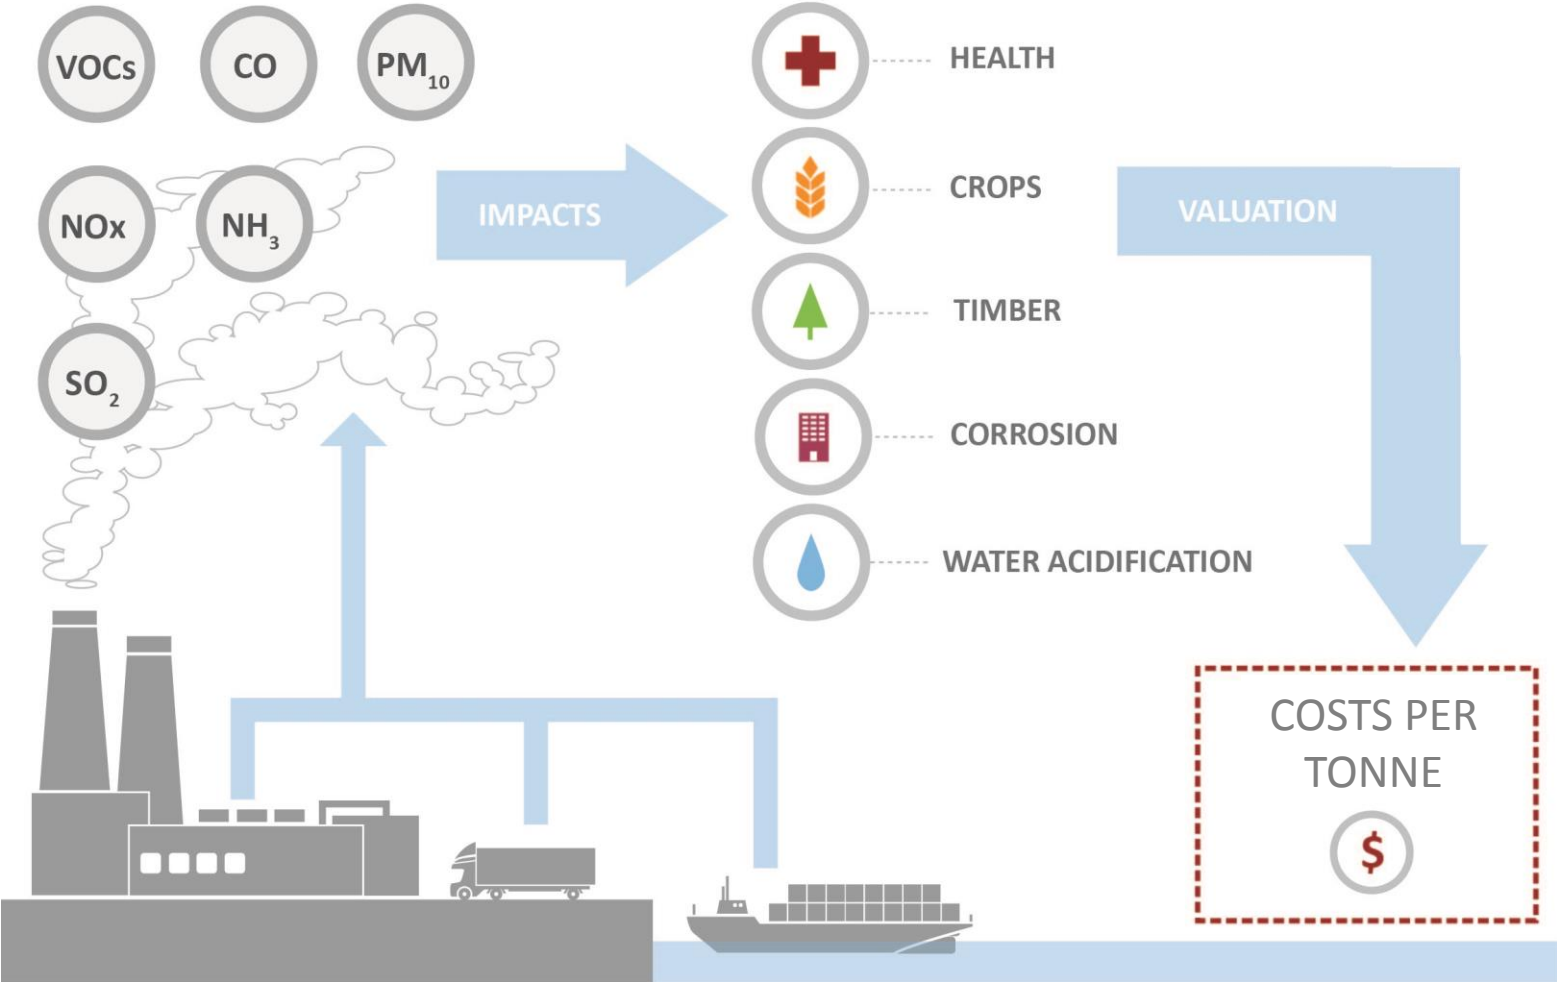 VOCs
CO
PM10
NOx
NH3
SO2
IMPACTS
HEALTH
CROPS
TIMBER
CORROSION
WATER ACIDIFICATION
VALUATION
COSTS PER
TONNE
$